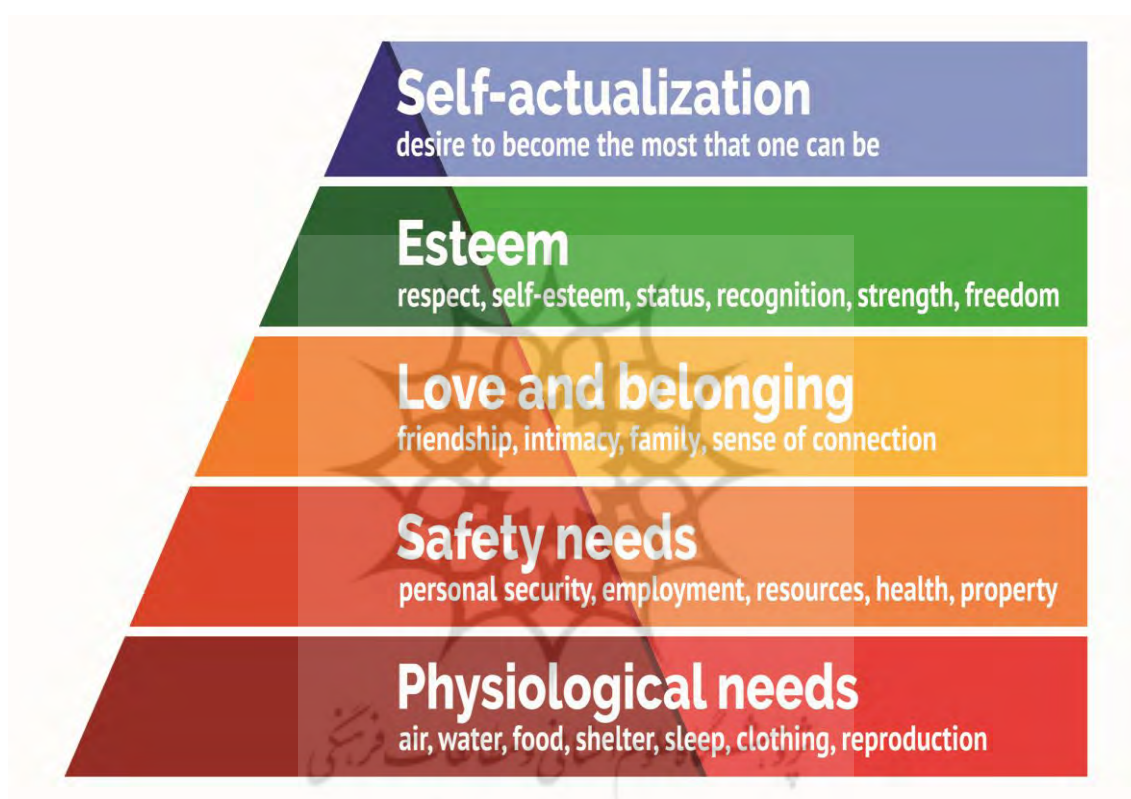 Self-actualization
desire to become the most that one can be
Esteem
respect, self-esteem, status, recognition, strength, freedom
Love and belonging
friendship, intimacy, family, sense of connection
Safety needs
personal security, employment, resources, health, property
Physiological needs
air, water, food, shelter, sleep, clothing, reproduction